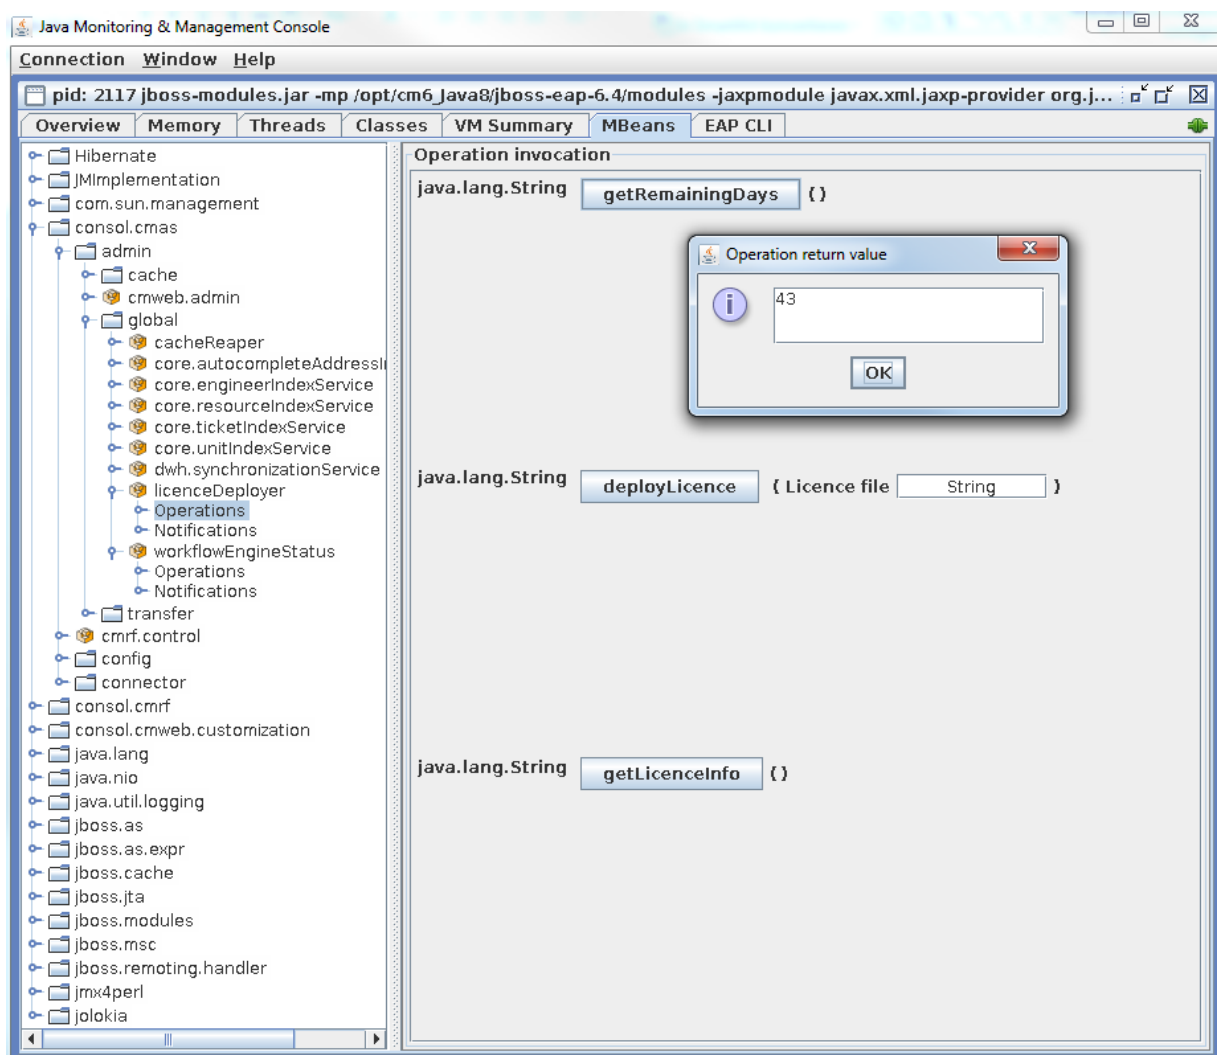 Java Monitoring & Management Console
Connection Window Help
pid: 2117 jboss-modules.jar -mp /opt/cm6_Java8/jboss-eap-6.4/modules -jaxpmodule javax.xml.jaxp-provider org.j...
Overview Memory Threads Classes VM Summary MBeans EAP CLI
Hibernate
JMImplementation
com.sun.management
consol.cmas
admin
cache
cmweb.admin
global
cacheReaper
core.autocompleteAddressI
core.engineerIndexService
core.resourceIndexService
core.ticketIndexService
core.unitIndexService
dwh.synchronizationService
licenceDeployer
Operations
Notifications
workflowEngineStatus
Operations
Notifications
transfer
cmrf.control
config
connector
consol.cmrf
consol.cmweb.customization
java.lang
java.nio
java.util.logging
jboss.as
jboss.as.expr
jboss.cache
jboss.jta
jboss.modules
jboss.msc
jboss.remoting.handler
jmx4perl
jolokia
Operation invocation
java.lang.String getRemainingDays ( )
Operation return value
43
OK
java.lang.String deployLicence ( Licence file String )
java.lang.String getLicenceInfo ( )